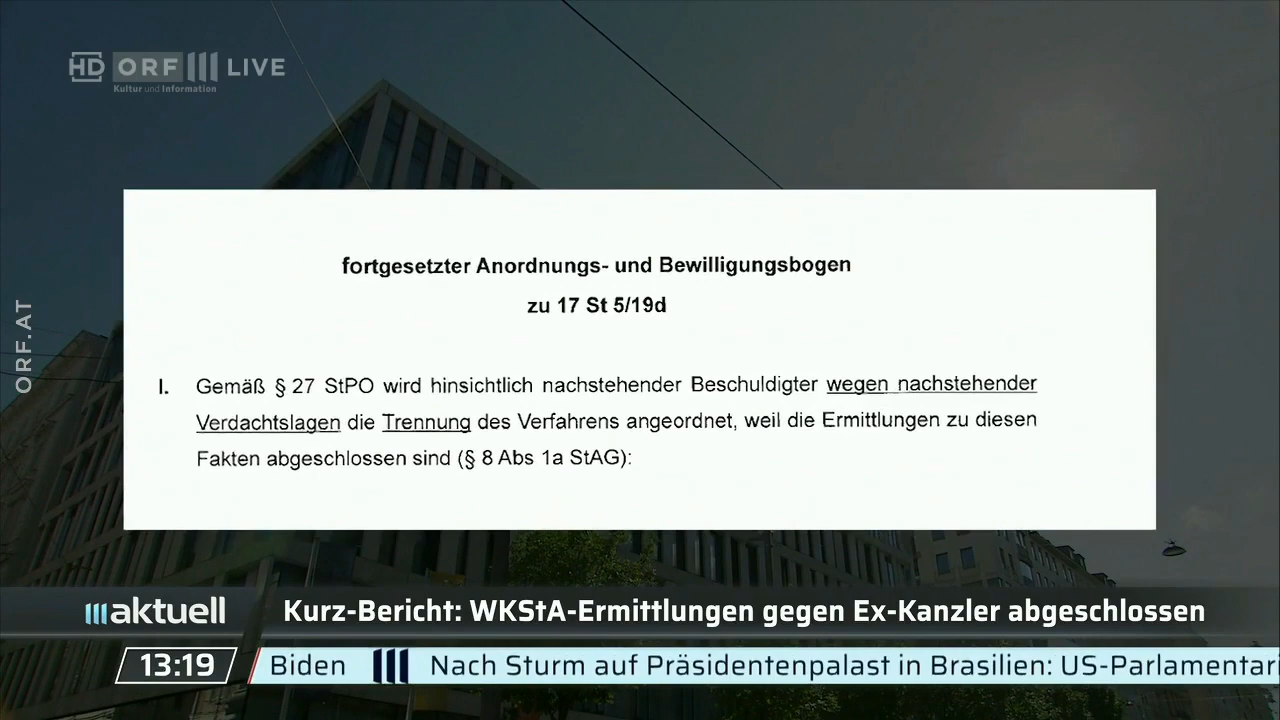 HD ORF III LIVE
Kultur und Information
ORF.AT
fortgesetzter Anordnungs- und Bewilligungsbogen
zu 17 St 5/19d
I. Gemäß § 27 StPO wird hinsichtlich nachstehender Beschuldigter wegen nachstehender
Verdachtslagen die Trennung des Verfahrens angeordnet, weil die Ermittlungen zu diesen
Fakten abgeschlossen sind (§ 8 Abs 1a StAG):
III aktuell Kurz-Bericht: WKStA-Ermittlungen gegen Ex-Kanzler abgeschlossen
13:19 Biden III Nach Sturm auf Präsidentenpalast in Brasilien: US-Parlamentari